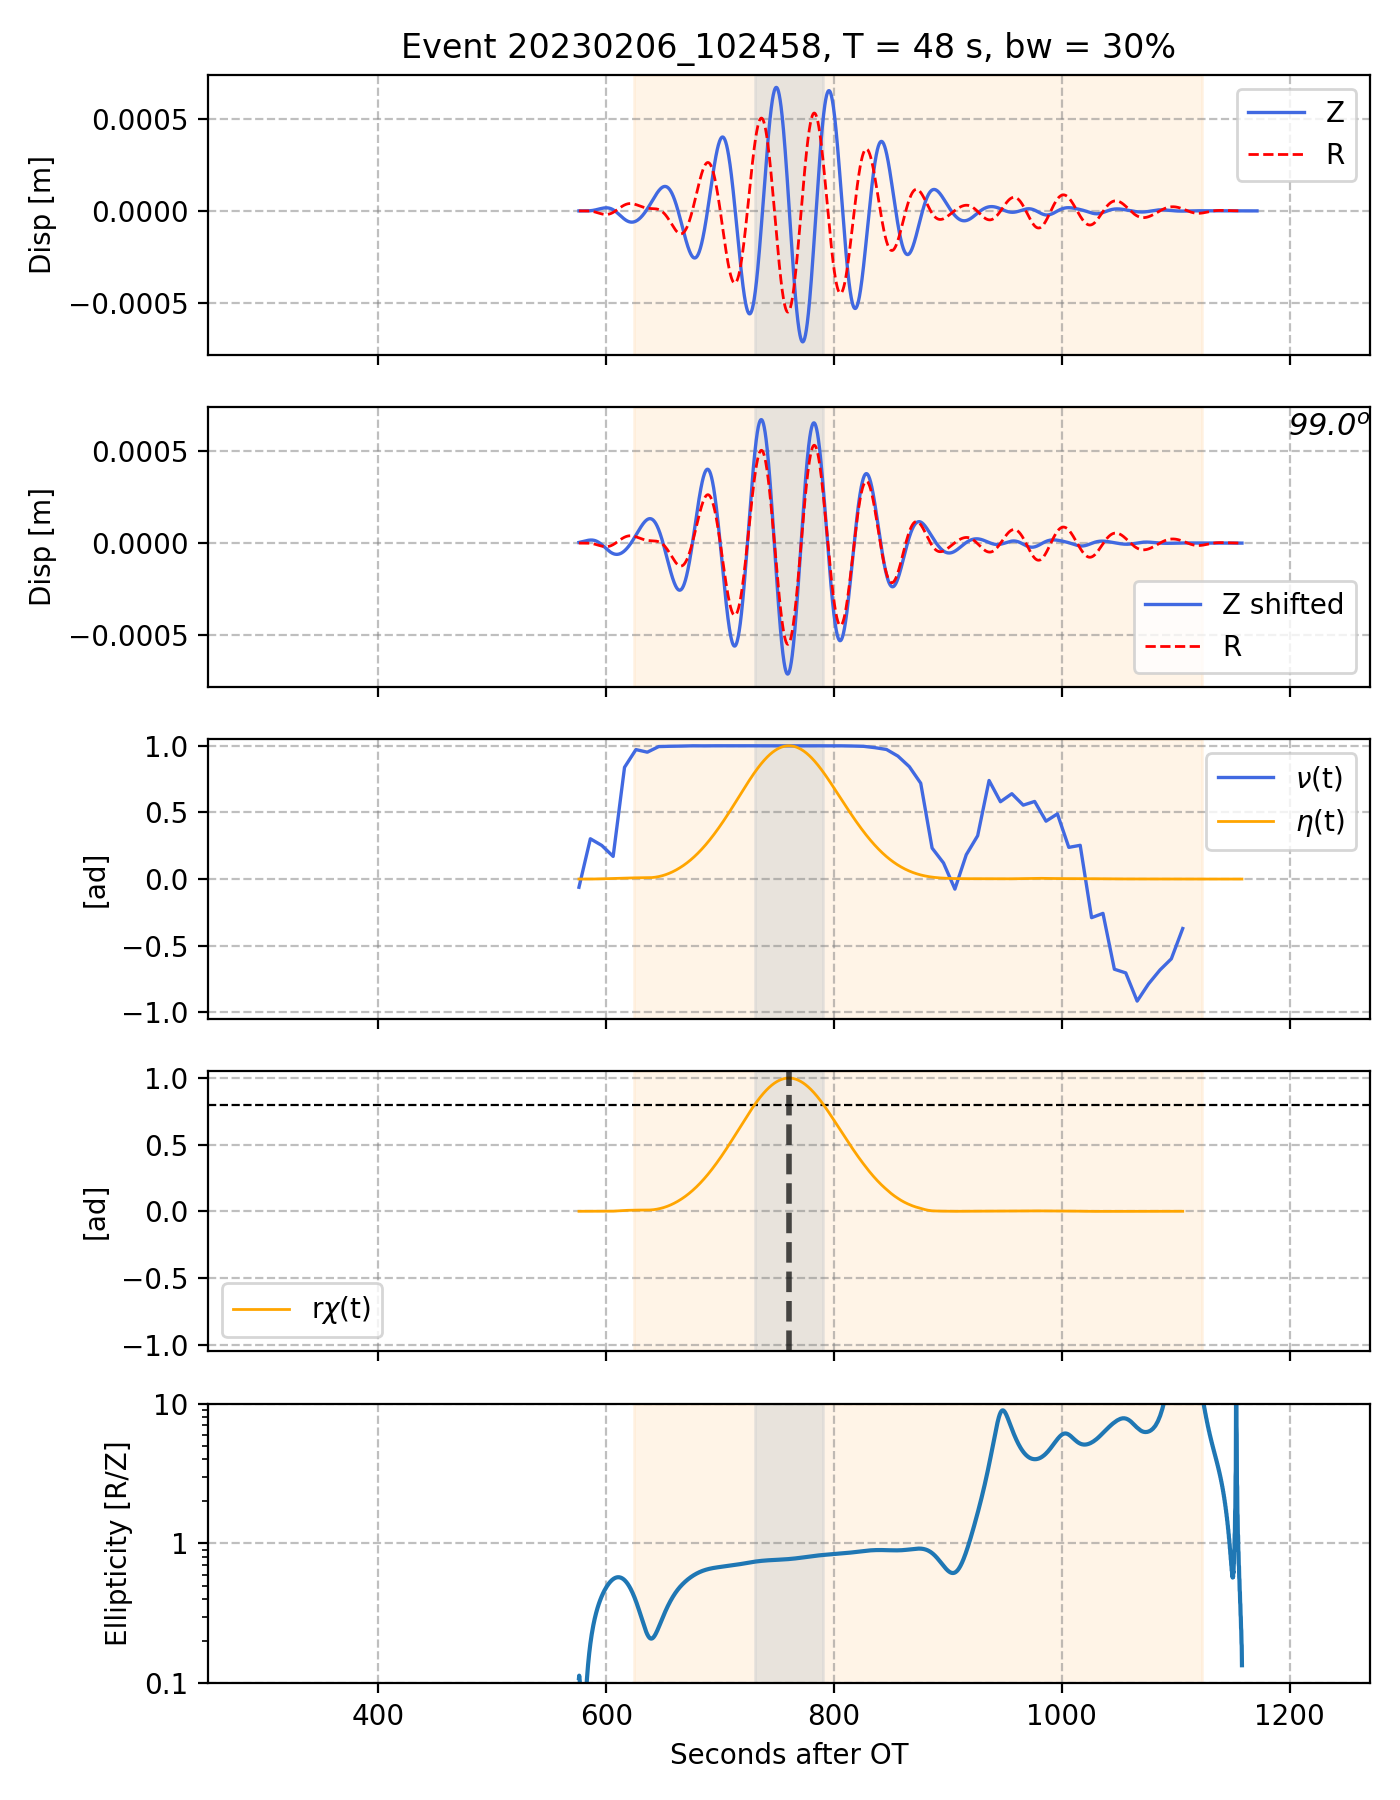 Event 20230206_102458, T = 48 s, bw = 30%
0.0005
0.0000
−0.0005
Disp [m]
Z
R
0.0005
0.0000
−0.0005
Disp [m]
99.0°
Z shifted
R
1.0
0.5
0.0
−0.5
−1.0
[ad]
ν(t)
η(t)
1.0
0.5
0.0
−0.5
−1.0
[ad]
rχ(t)
10
1
0.1
Ellipticity [R/Z]
400
600
800
1000
1200
Seconds after OT